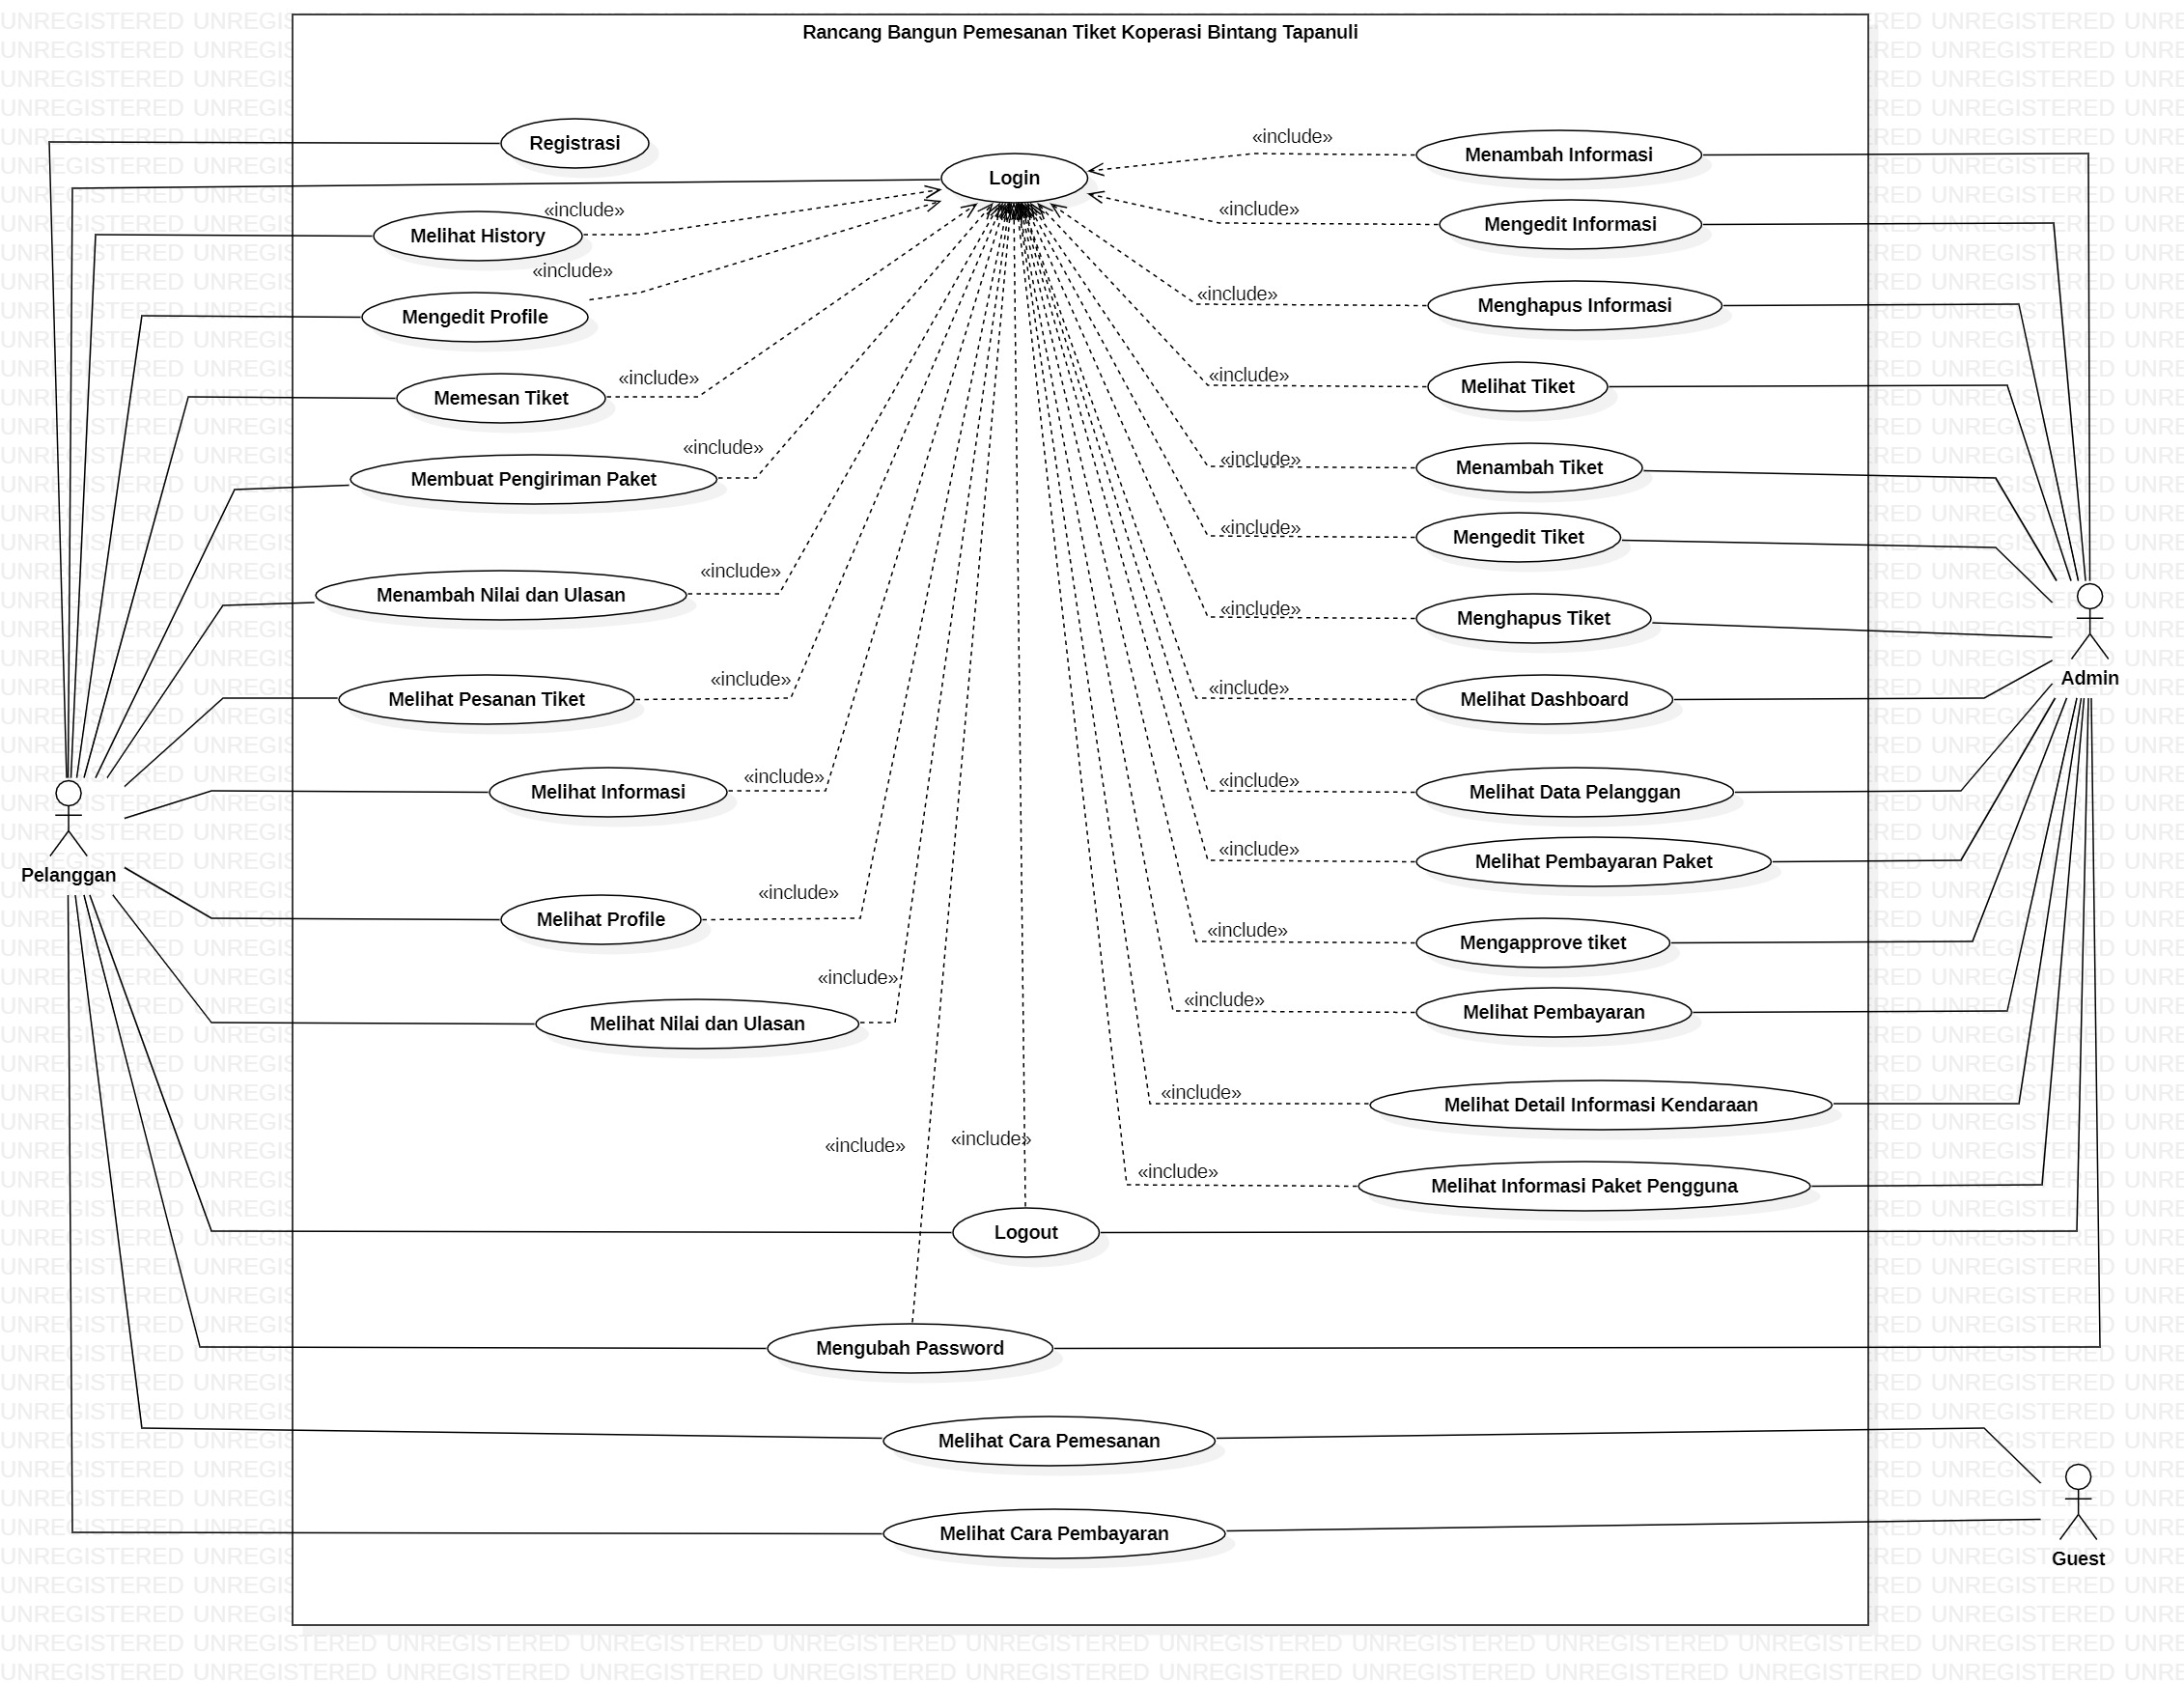 Rancang Bangun Pemesanan Tiket Koperasi Bintang Tapanuli
Registrasi
Login
«include»
Menambah Informasi
«include»
Melihat History
«include»
Mengedit Informasi
«include»
Mengedit Profile
«include»
Menghapus Informasi
«include»
Memesan Tiket
«include»
Melihat Tiket
«include»
Membuat Pengiriman Paket
«include»
Menambah Tiket
«include»
Mengedit Tiket
«include»
Menambah Nilai dan Ulasan
«include»
Menghapus Tiket
Admin
«include»
Melihat Pesanan Tiket
«include»
Melihat Dashboard
«include»
Melihat Informasi
«include»
Melihat Data Pelanggan
Pelanggan
«include»
Melihat Pembayaran Paket
«include»
Melihat Profile
«include»
Mengapprove tiket
«include»
Melihat Nilai dan Ulasan
«include»
Melihat Pembayaran
«include»
Melihat Detail Informasi Kendaraan
«include»
«include»
«include»
Melihat Informasi Paket Pengguna
Logout
Mengubah Password
Melihat Cara Pemesanan
Melihat Cara Pembayaran
Guest
UNREGISTERED UNREGISTERED UNREGISTERED UNREGISTERED UNREGISTERED UNREGISTERED UNREGISTERED UNREGISTERED UNREGISTERED UNREGISTERED UNREGISTERED